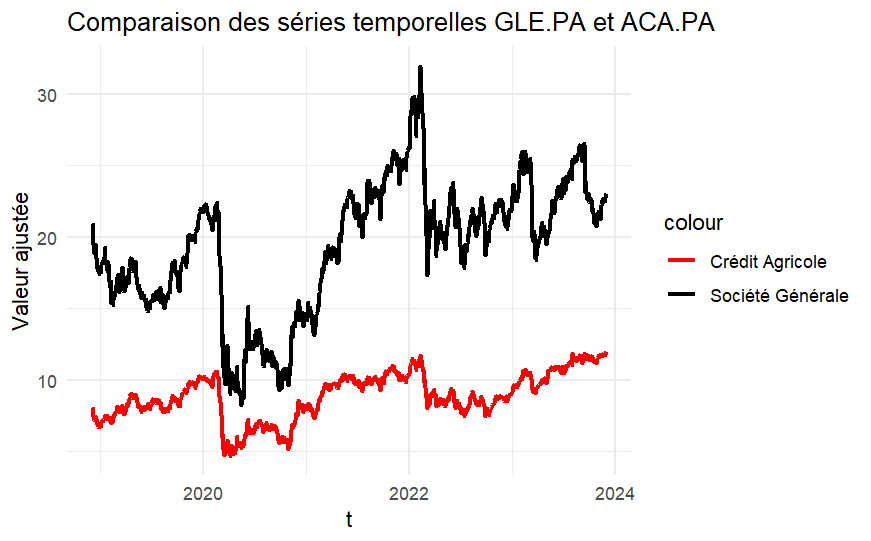 Comparaison des séries temporelles GLE.PA et ACA.PA
Valeur ajustée
30
20
10
2020
2022
2024
t
colour
Crédit Agricole
Société Générale